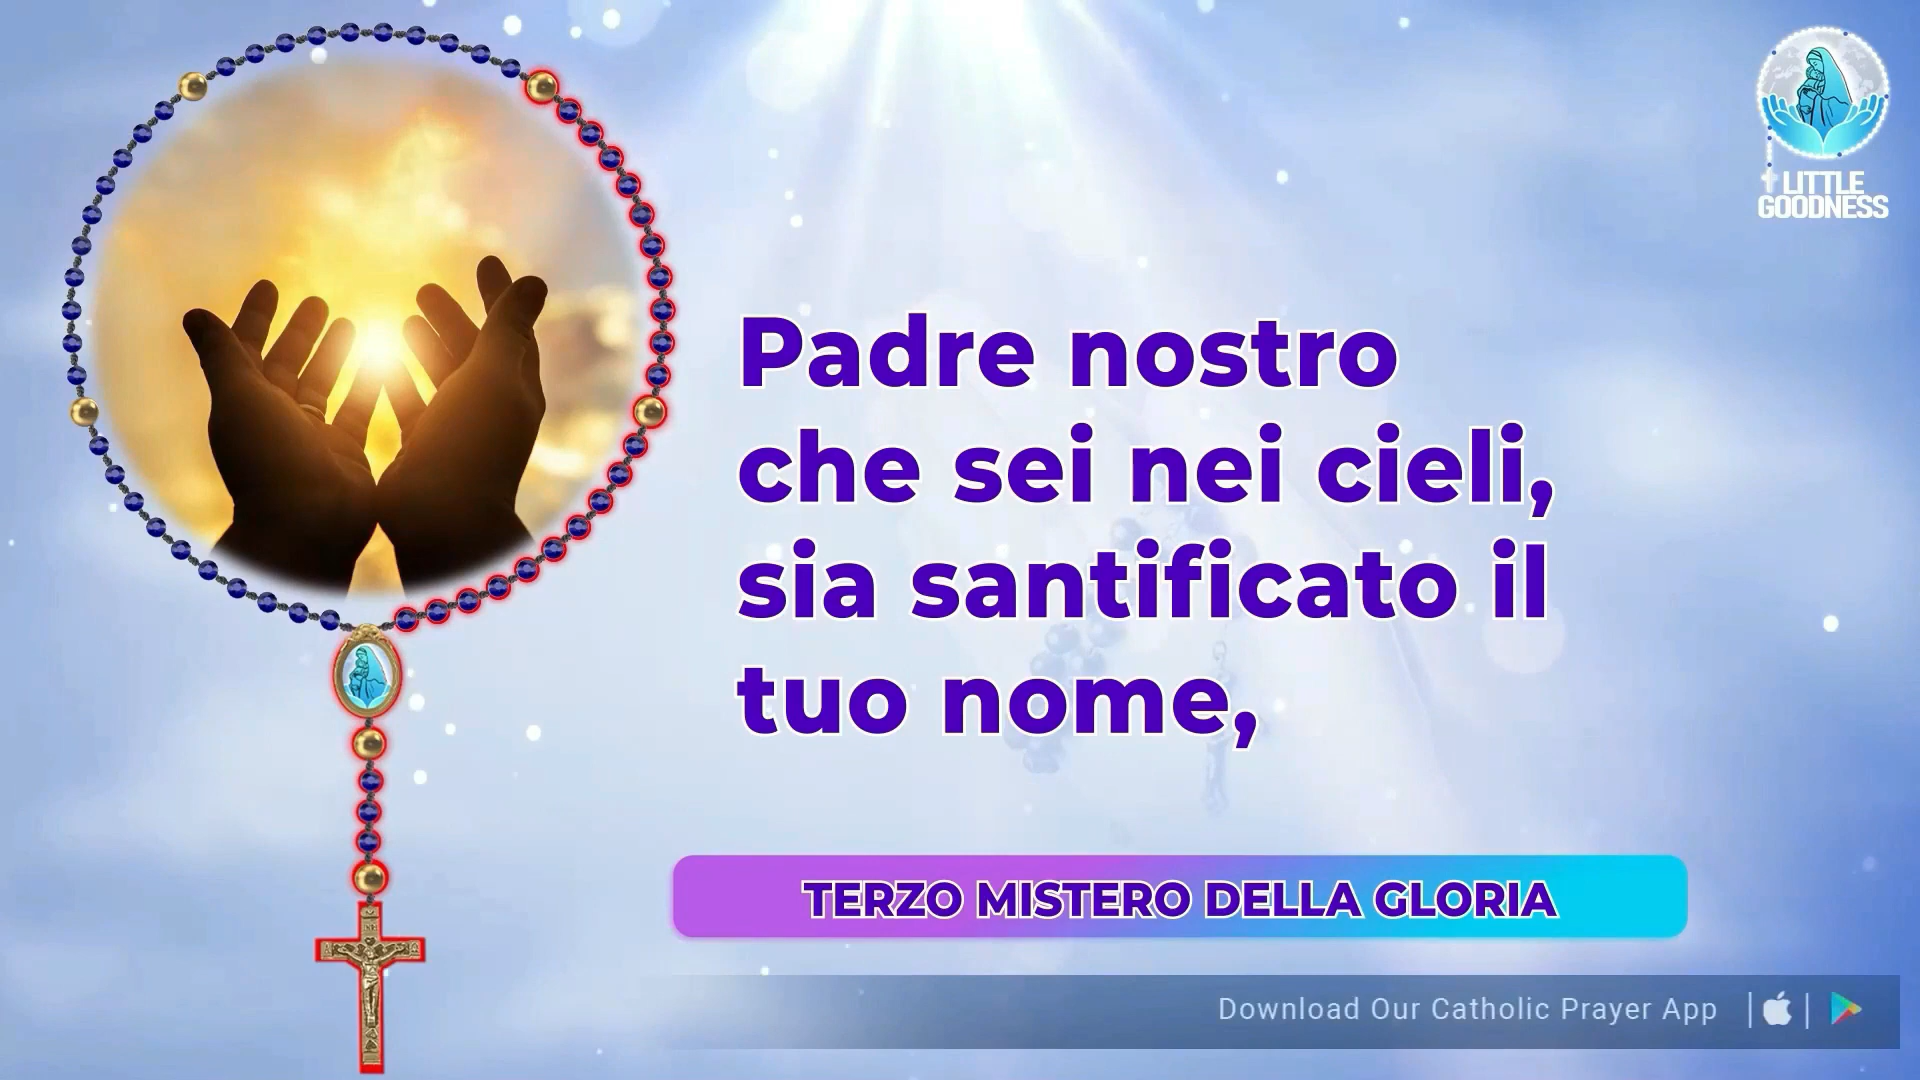 LITTLE
GOODNESS
Padre nostro
che sei nei cieli,
sia santificato il
tuo nome,
TERZO MISTERO DELLA GLORIA
Download Our Catholic Prayer App